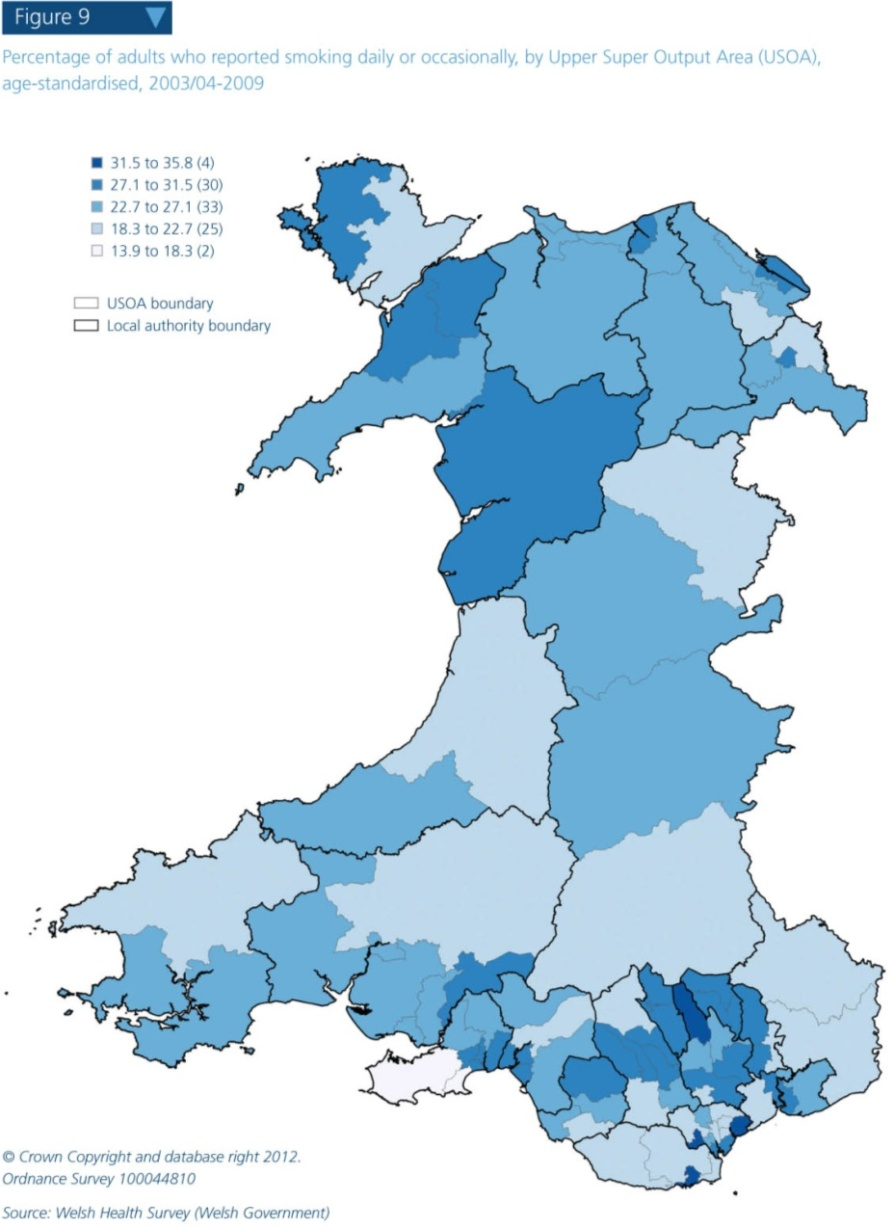 Figure 9
Percentage of adults who reported smoking daily or occasionally, by Upper Super Output Area (USOA),
age-standardised, 2003/04-2009
31.5 to 35.8 (4)
27.1 to 31.5 (30)
22.7 to 27.1 (33)
18.3 to 22.7 (25)
13.9 to 18.3 (2)
USOA boundary
Local authority boundary
© Crown Copyright and database right 2012.
Ordnance Survey 100044810
Source: Welsh Health Survey (Welsh Government)